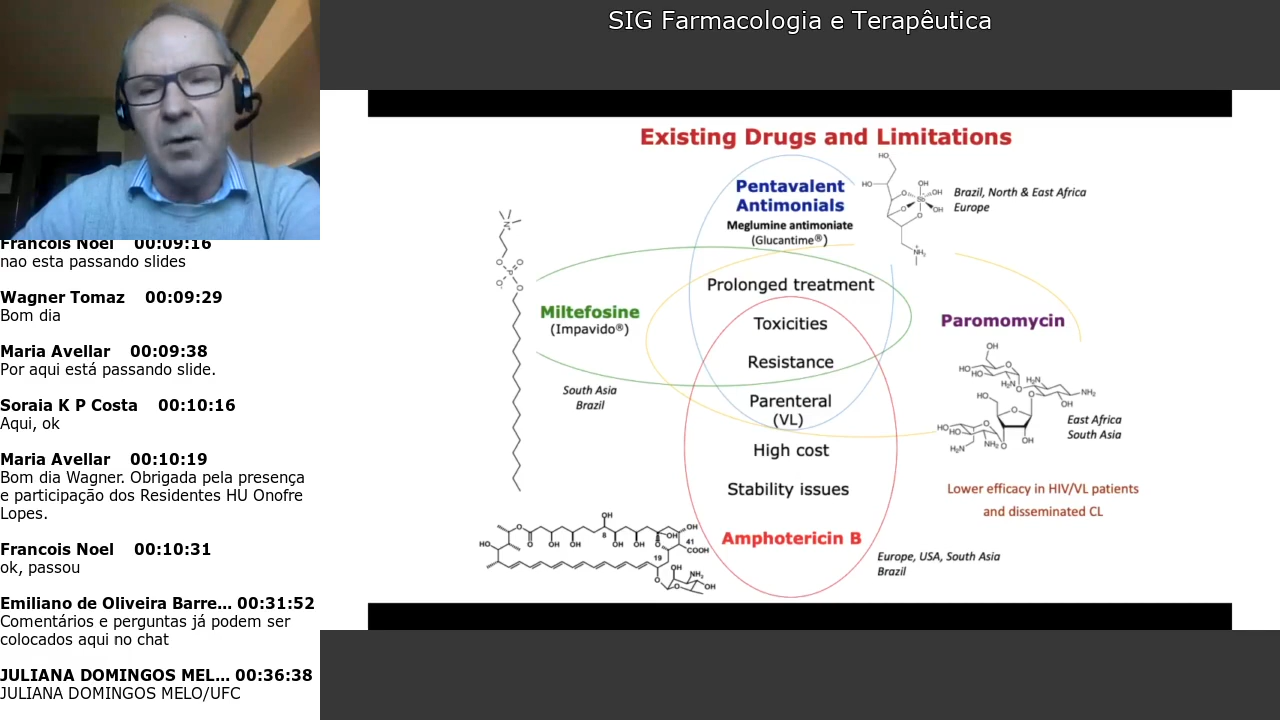 SIG Farmacologia e Terapêutica
Francois Noel 00:09:16
nao esta passando slides
Wagner Tomaz 00:09:29
Bom dia
Maria Avellar 00:09:38
Por aqui está passando slide.
Soraia K P Costa 00:10:16
Aqui, ok
Maria Avellar 00:10:19
Bom dia Wagner. Obrigada pela presença
e participação dos Residentes HU Onofre
Lopes.
Francois Noel 00:10:31
ok, passou
Emiliano de Oliveira Barre... 00:31:52
Comentários e perguntas já podem ser
colocados aqui no chat
JULIANA DOMINGOS MEL... 00:36:38
JULIANA DOMINGOS MELO/UFC
Existing Drugs and Limitations
Pentavalent
Antimonials
Meglumine antimoniate
(Glucantime®)
Brazil, North & East Africa
Europe
Prolonged treatment
Toxicities
Resistance
Parenteral
(VL)
High cost
Stability issues
Amphotericin B
Miltefosine
(Impavido®)
South Asia
Brazil
Paromomycin
East Africa
South Asia
Lower efficacy in HIV/VL patients
and disseminated CL
Europe, USA, South Asia
Brazil